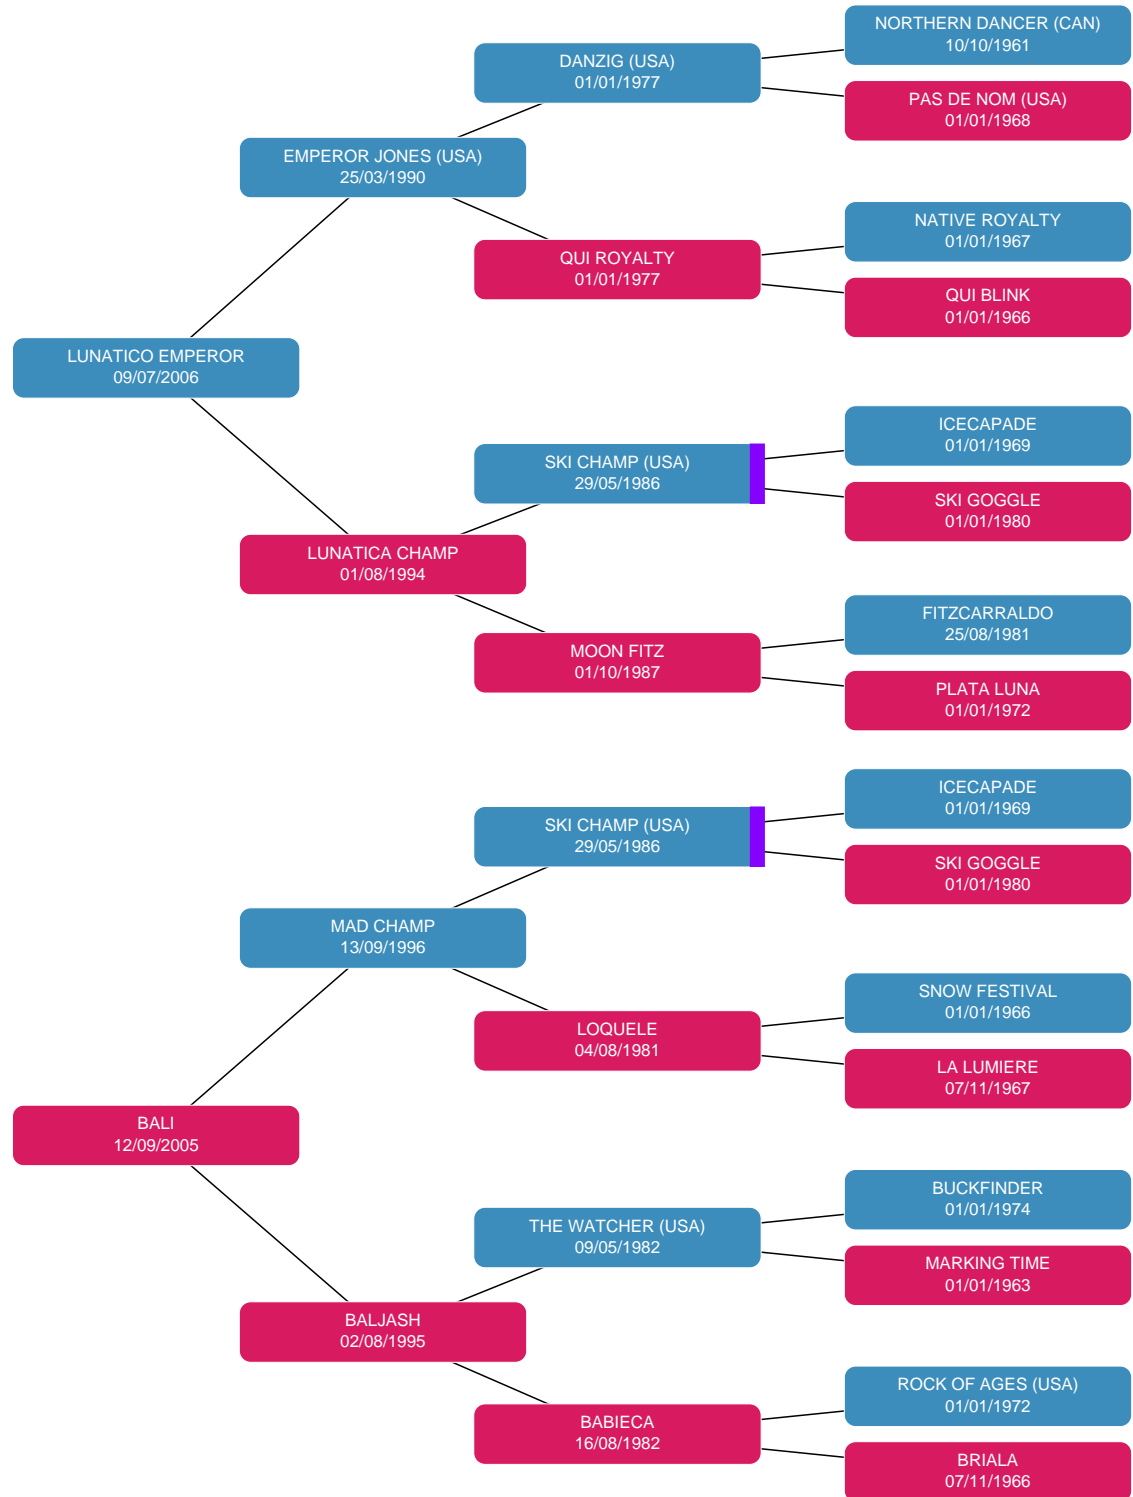 NORTHERN DANCER (CAN)
10/10/1961
DANZIG (USA)
01/01/1977
PAS DE NOM (USA)
01/01/1968
EMPEROR JONES (USA)
25/03/1990
NATIVE ROYALTY
01/01/1967
QUI ROYALTY
01/01/1977
QUI BLINK
01/01/1966
LUNATICO EMPEROR
09/07/2006
ICECAPADE
01/01/1969
SKI CHAMP (USA)
29/05/1986
SKI GOGGLE
01/01/1980
LUNATICA CHAMP
01/08/1994
FITZCARRALDO
25/08/1981
MOON FITZ
01/10/1987
PLATA LUNA
01/01/1972
ICECAPADE
01/01/1969
SKI CHAMP (USA)
29/05/1986
SKI GOGGLE
01/01/1980
MAD CHAMP
13/09/1996
SNOW FESTIVAL
01/01/1966
LOQUELE
04/08/1981
LA LUMIERE
07/11/1967
BALI
12/09/2005
BUCKFINDER
01/01/1974
THE WATCHER (USA)
09/05/1982
MARKING TIME
01/01/1963
BALJASH
02/08/1995
ROCK OF AGES (USA)
01/01/1972
BABIECA
16/08/1982
BRIALA
07/11/1966